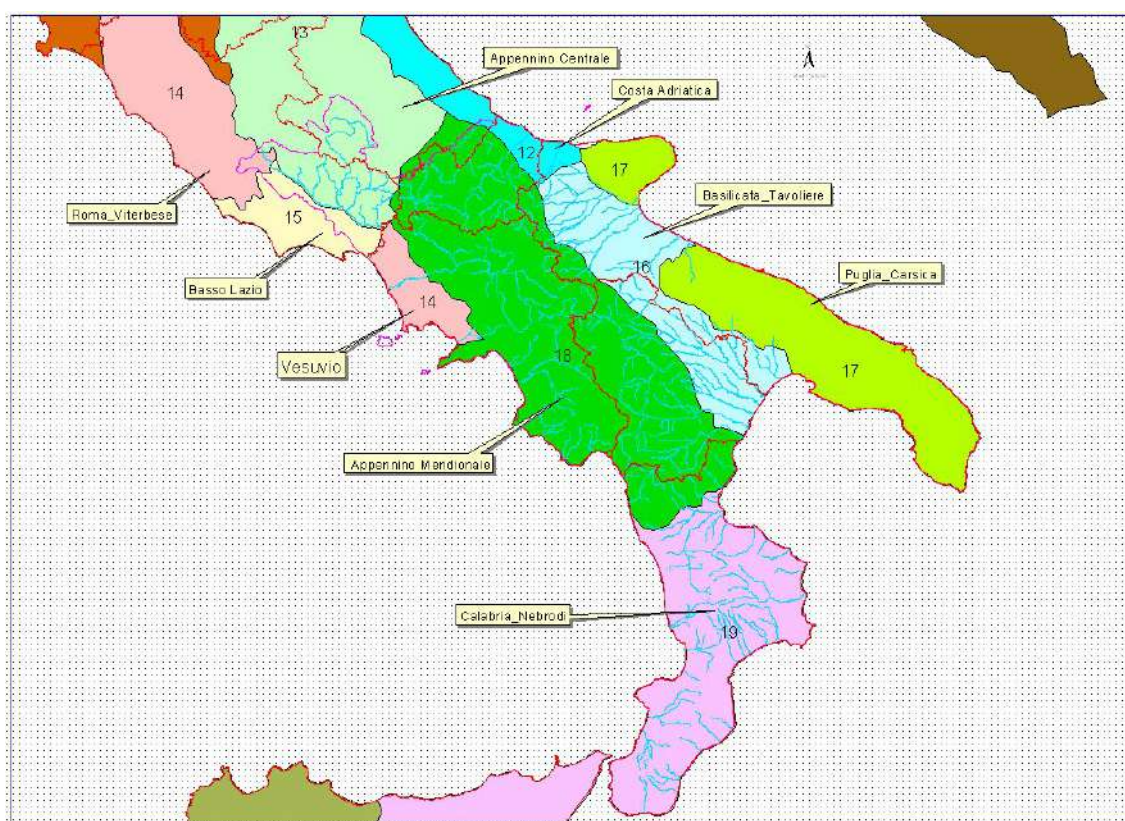 13
Appennino Centrale
14
Costa Adriatica
12
17
Roma_Viterbese
Basilicata_Tavoliere
15
16
Puglia_Carsica
Basso Lazio
14
Vesuvio
18
17
Appennino Meridionale
Calabria_Nebrodi
19